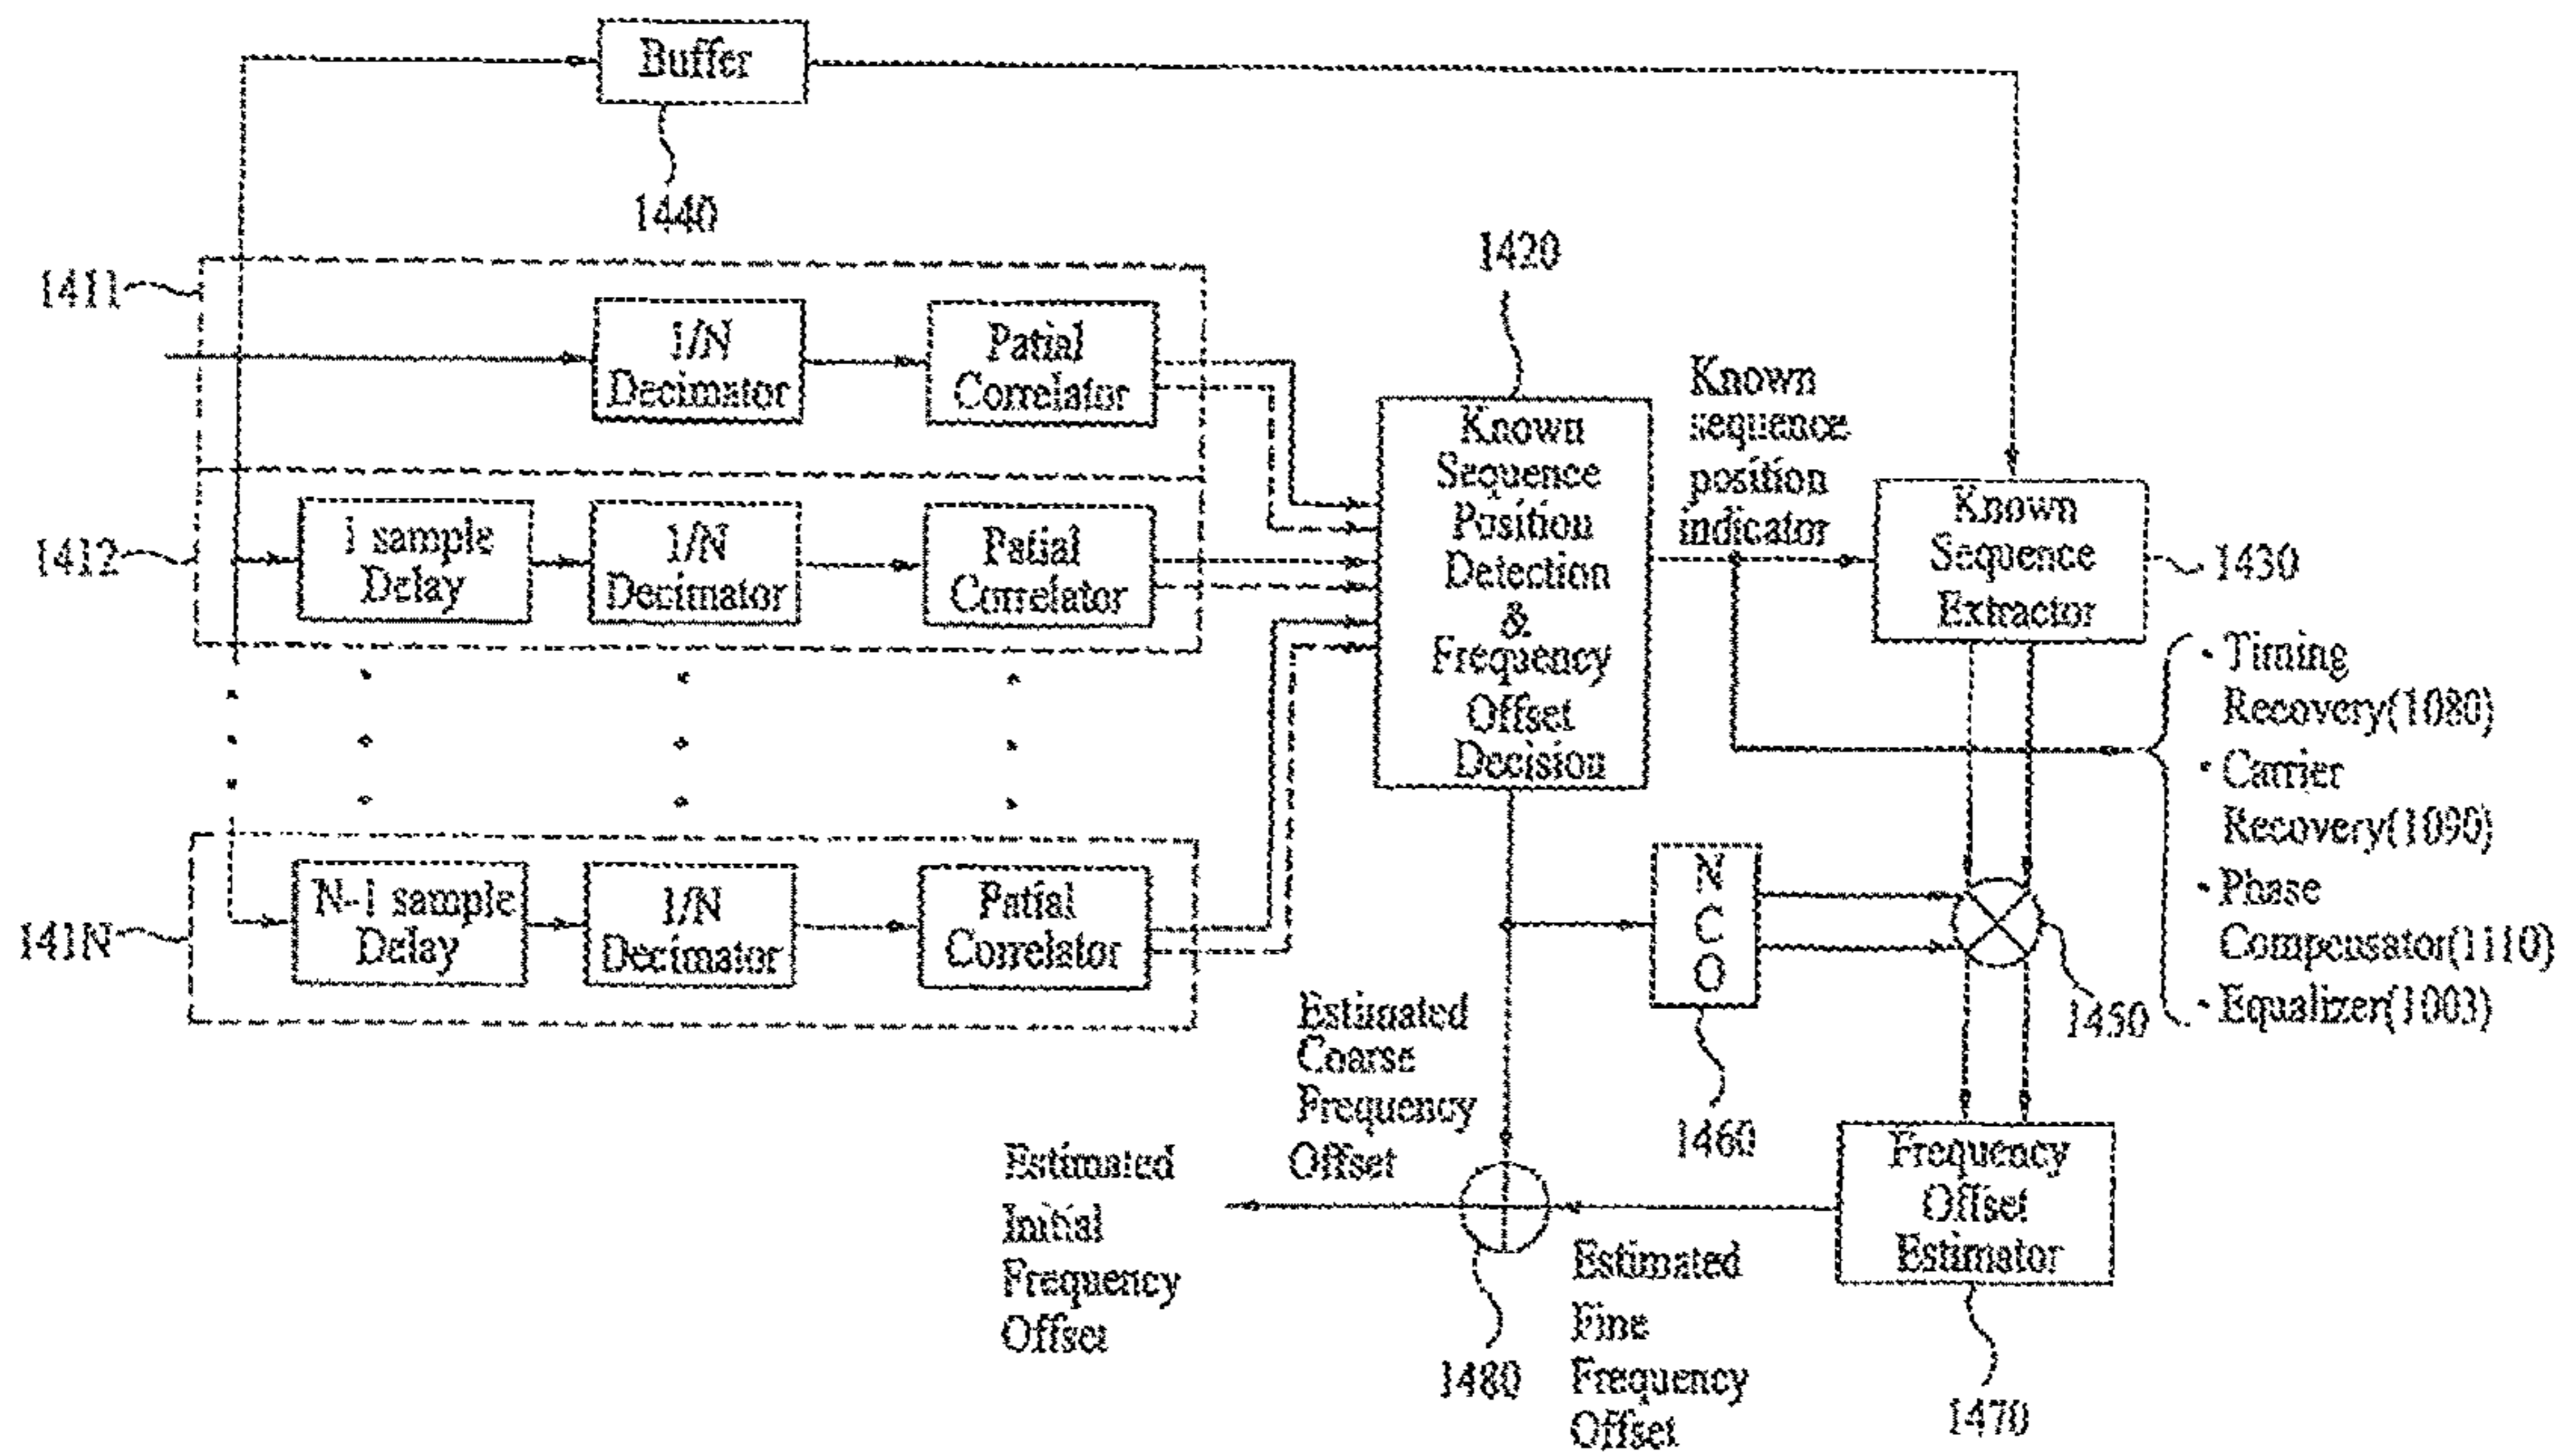 Buffer
1440
1411
1/N
Decimator
Patial
Correlator
1412
1 sample
Delay
1/N
Decimator
Patial
Correlator
141N
N-1 sample
Delay
1/N
Decimator
Patial
Correlator
1420
Known
Sequence
Position
Detection
&
Frequency
Offset
Decision
Known
sequence
position
indicator
Known
Sequence
Extractor
1430
• Timing
Recovery(1080)
• Carrier
Recovery(1090)
• Phase
Compensator(1110)
• Equalizer(1003)
N
C
O
1450
1460
Estimated
Coarse
Frequency
Offset
Estimated
Initial
Frequency
Offset
1480
Estimated
Fine
Frequency
Offset
Frequency
Offset
Estimator
1470